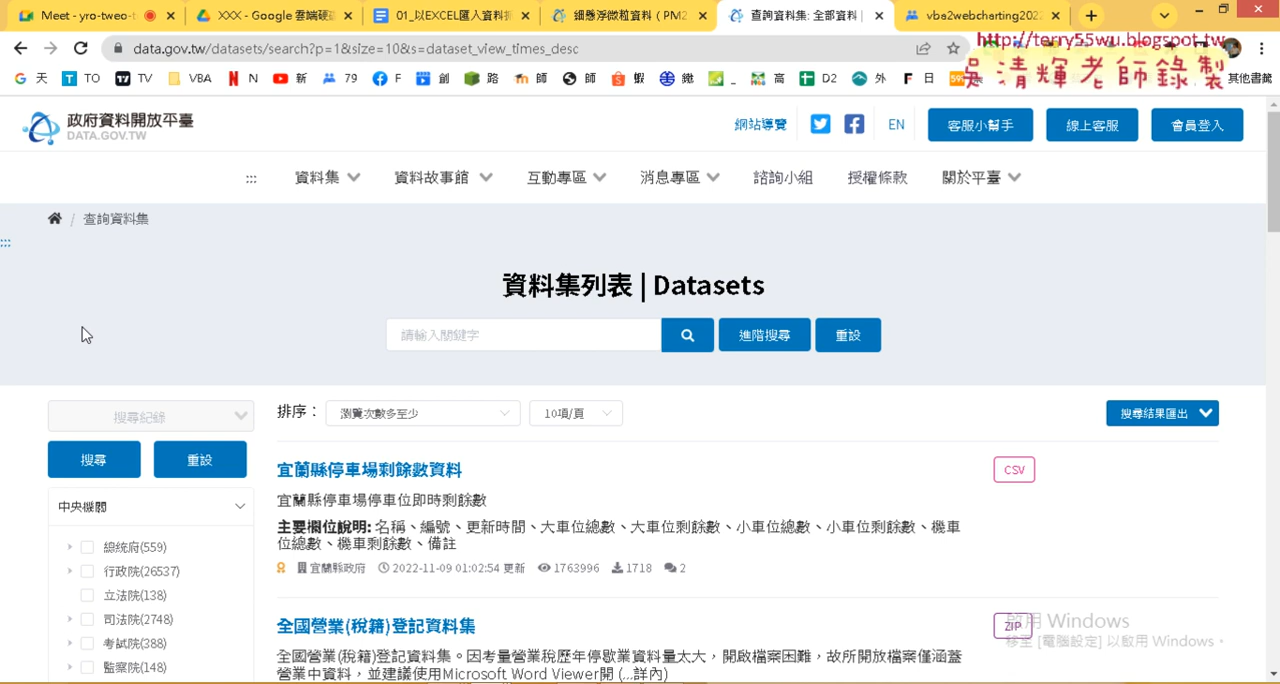 Meet - yro-tweo-t
XXX - Google 雲端硬碟
01_以EXCEL匯入資料
細懸浮微粒資料（PM2
查詢資料集: 全部資料
vba2webcharting2022
data.gov.tw/datasets/search?p=1&size=10&s=dataset_view_times_desc
http://terry55wu.blogspot.tw
吳清輝老師錄製
天 TO TV VBA N 新 79 F 創 路 師 師 蝦 _ 高 D2 外 日 其他書籤
政府資料開放平臺
DATA.GOV.TW
網站導覽 EN 客服小幫手 線上客服 會員登入
::: 資料集 資料故事館 互動專區 消息專區 諮詢小組 授權條款 關於平臺
/ 查詢資料集
:::
資料集列表 | Datasets
請輸入關鍵字 進階搜尋 重設
搜尋紀錄
排序： 瀏覽次數多至少 10項/頁 搜尋結果匯出
搜尋 重設
宜蘭縣停車場剩餘數資料 CSV
宜蘭縣停車場停車位即時剩餘數
主要欄位說明: 名稱、編號、更新時間、大車位總數、大車位剩餘數、小車位總數、小車位剩餘數、機車
位總數、機車剩餘數、備註
宜蘭縣政府 2022-11-09 01:02:54 更新 1763996 1718 2
中央機關
總統府(559)
行政院(26537)
立法院(138)
司法院(2748)
考試院(388)
監察院(148)
全國營業(稅籍)登記資料集 ZIP
全國營業(稅籍)登記資料集。因考量營業稅歷年停歇業資料量太大，開啟檔案困難，故所開放檔案僅涵蓋
營業中資料，並建議使用Microsoft Word Viewer開 (...詳內)
啟用 Windows
移至 [電腦設定] 以啟用 Windows。